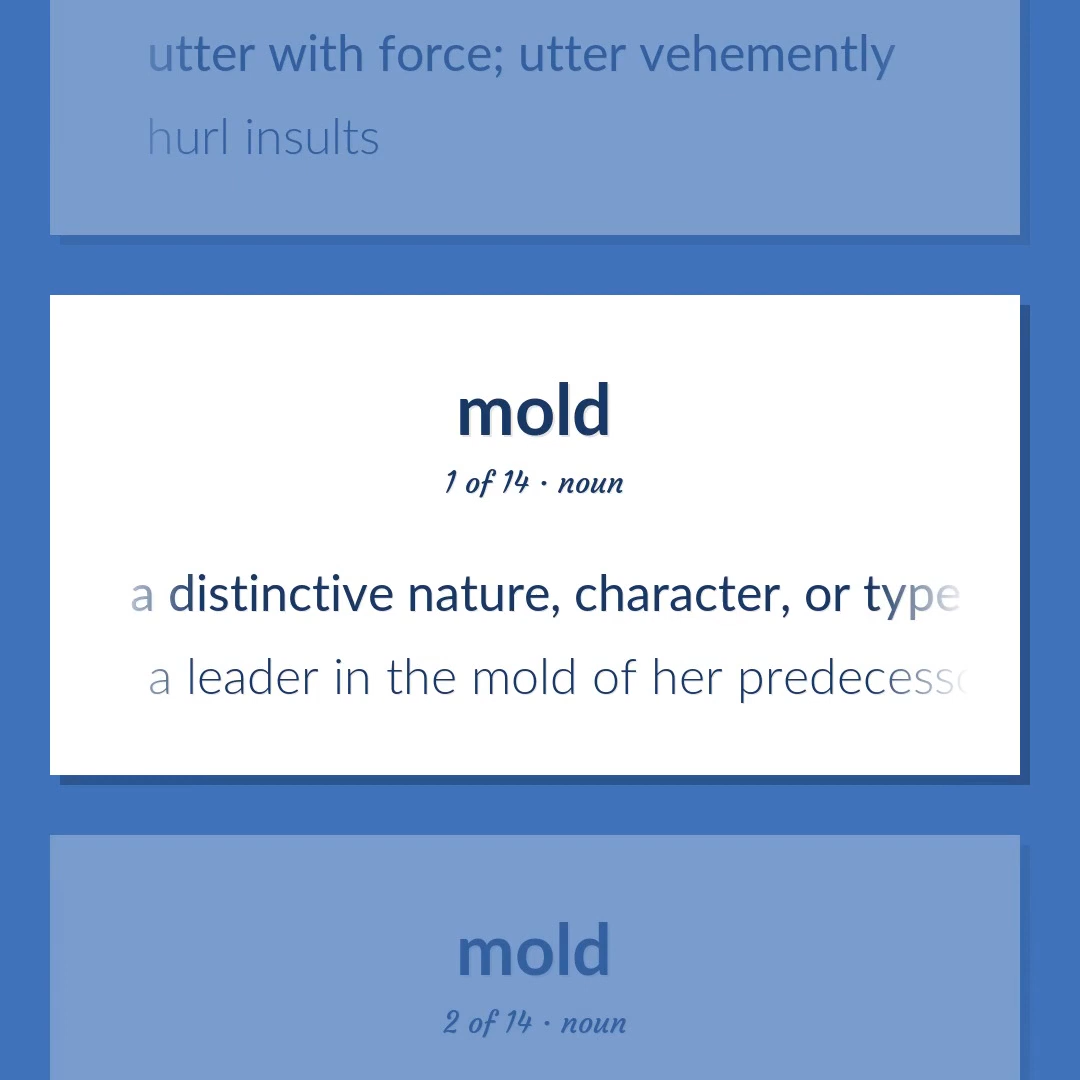 utter with force; utter vehemently
hurl insults
mold
1 of 14 · noun
a distinctive nature, character, or type
a leader in the mold of her
mold
2 of 14 · noun